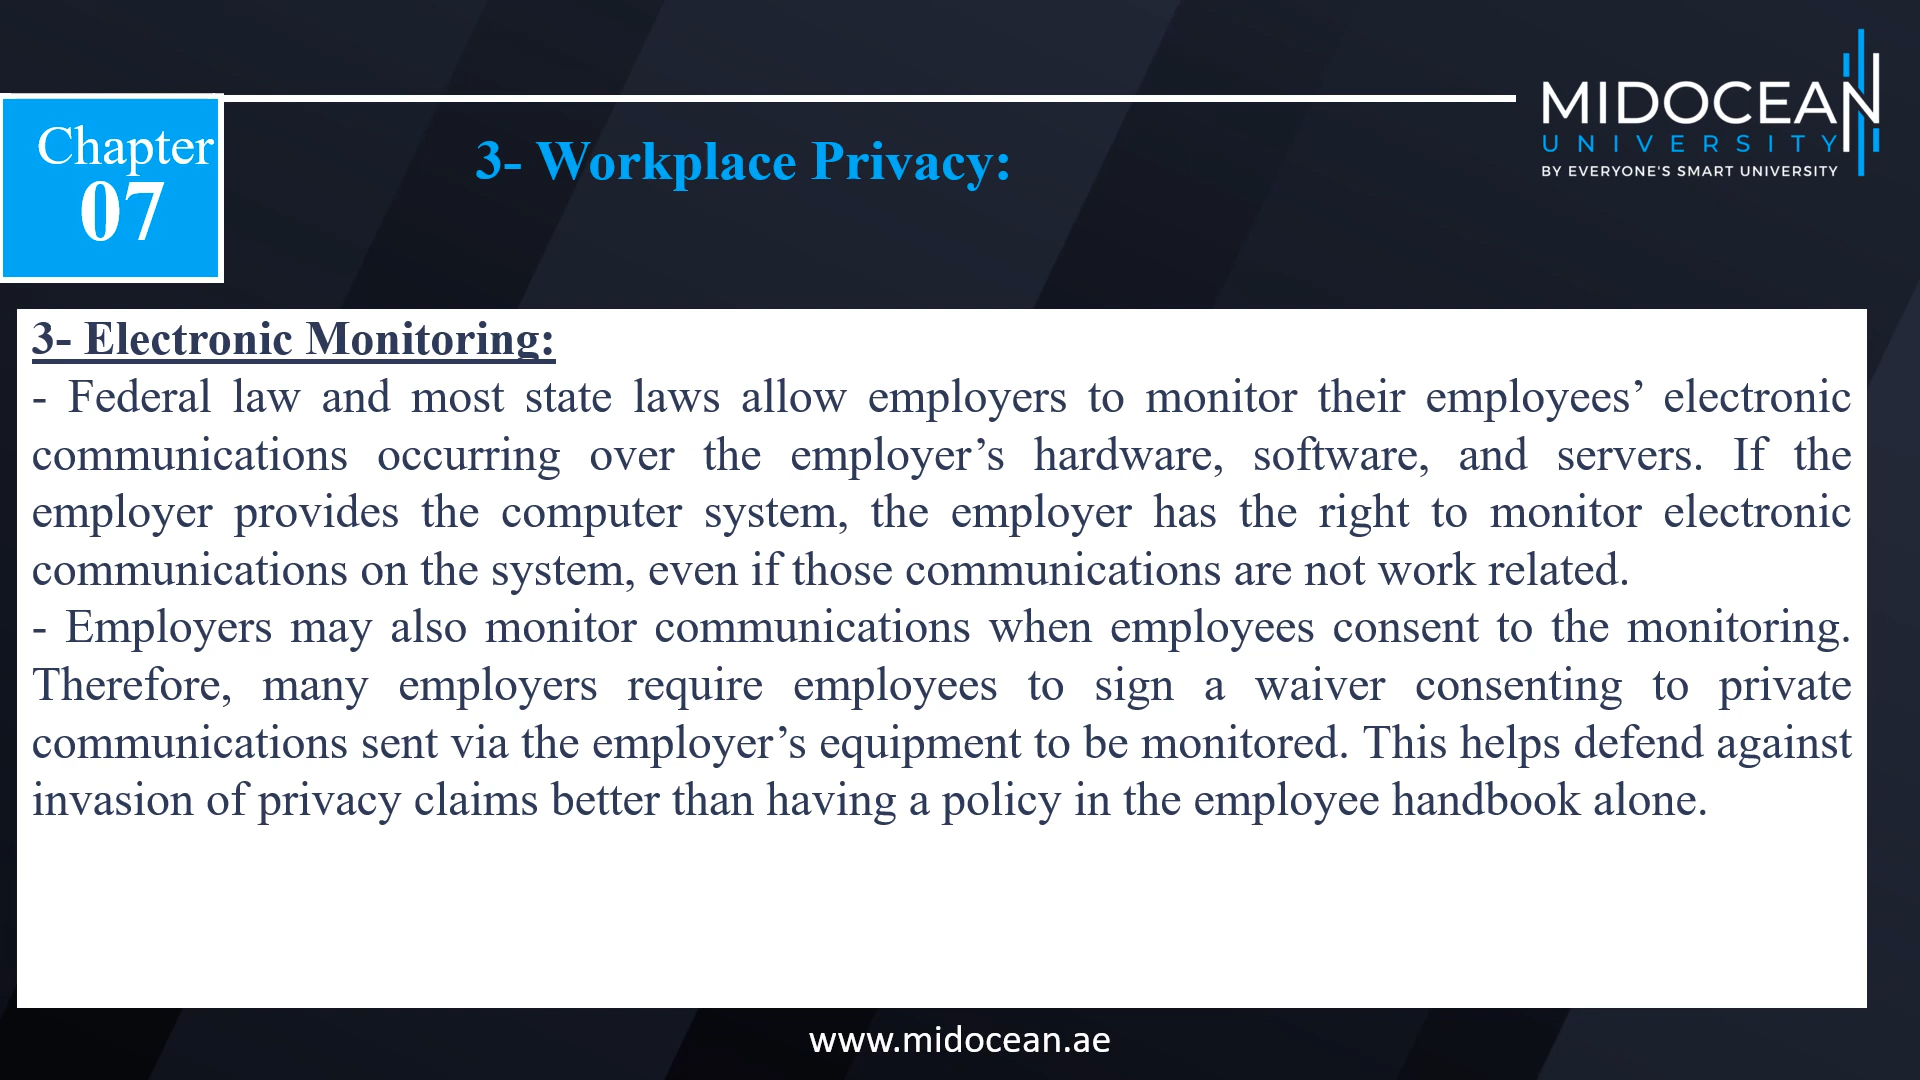 MIDOCEAN
UNIVERSITY
BY EVERYONE'S SMART UNIVERSITY
Chapter
07
3- Workplace Privacy:
3- Electronic Monitoring:
- Federal law and most state laws allow employers to monitor their employees’ electronic
communications occurring over the employer’s hardware, software, and servers. If the
employer provides the computer system, the employer has the right to monitor electronic
communications on the system, even if those communications are not work related.
- Employers may also monitor communications when employees consent to the monitoring.
Therefore, many employers require employees to sign a waiver consenting to private
communications sent via the employer’s equipment to be monitored. This helps defend against
invasion of privacy claims better than having a policy in the employee handbook alone.
www.midocean.ae